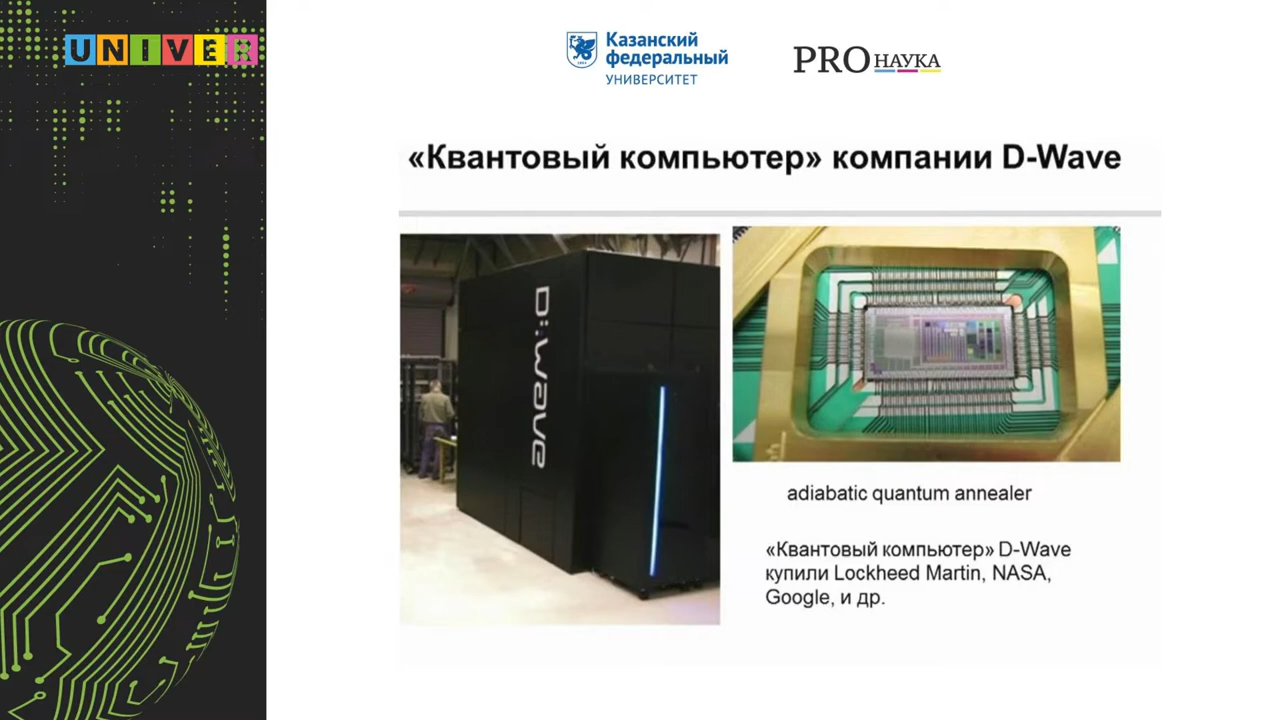 UNIVER
Казанский
федеральный
УНИВЕРСИТЕТ
PRO НАУКА
«Квантовый компьютер» компании D-Wave
D:wave
adiabatic quantum annealer
«Квантовый компьютер» D-Wave
купили Lockheed Martin, NASA,
Google, и др.